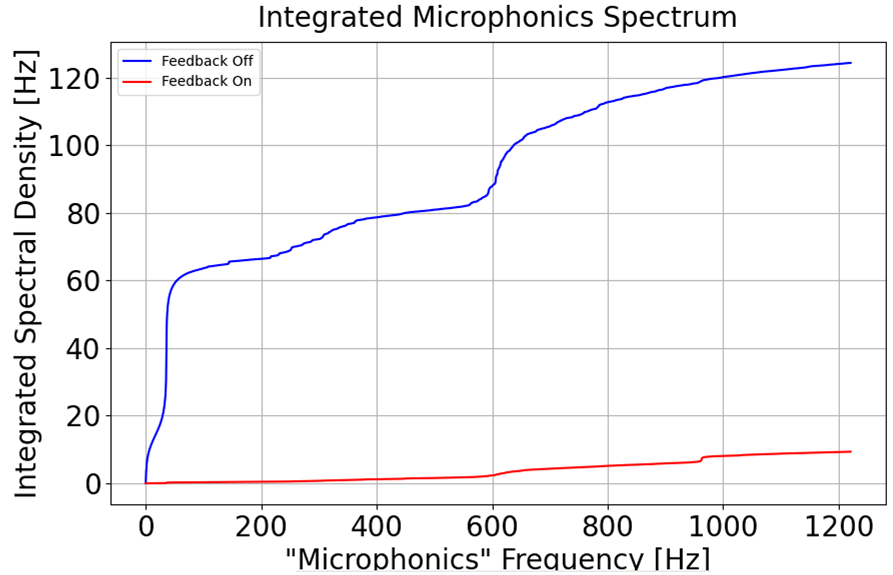 Integrated Microphonics Spectrum
Integrated Spectral Density [Hz]
Feedback Off
Feedback On
120
100
80
60
40
20
0
0 200 400 600 800 1000 1200
"Microphonics" Frequency [Hz]